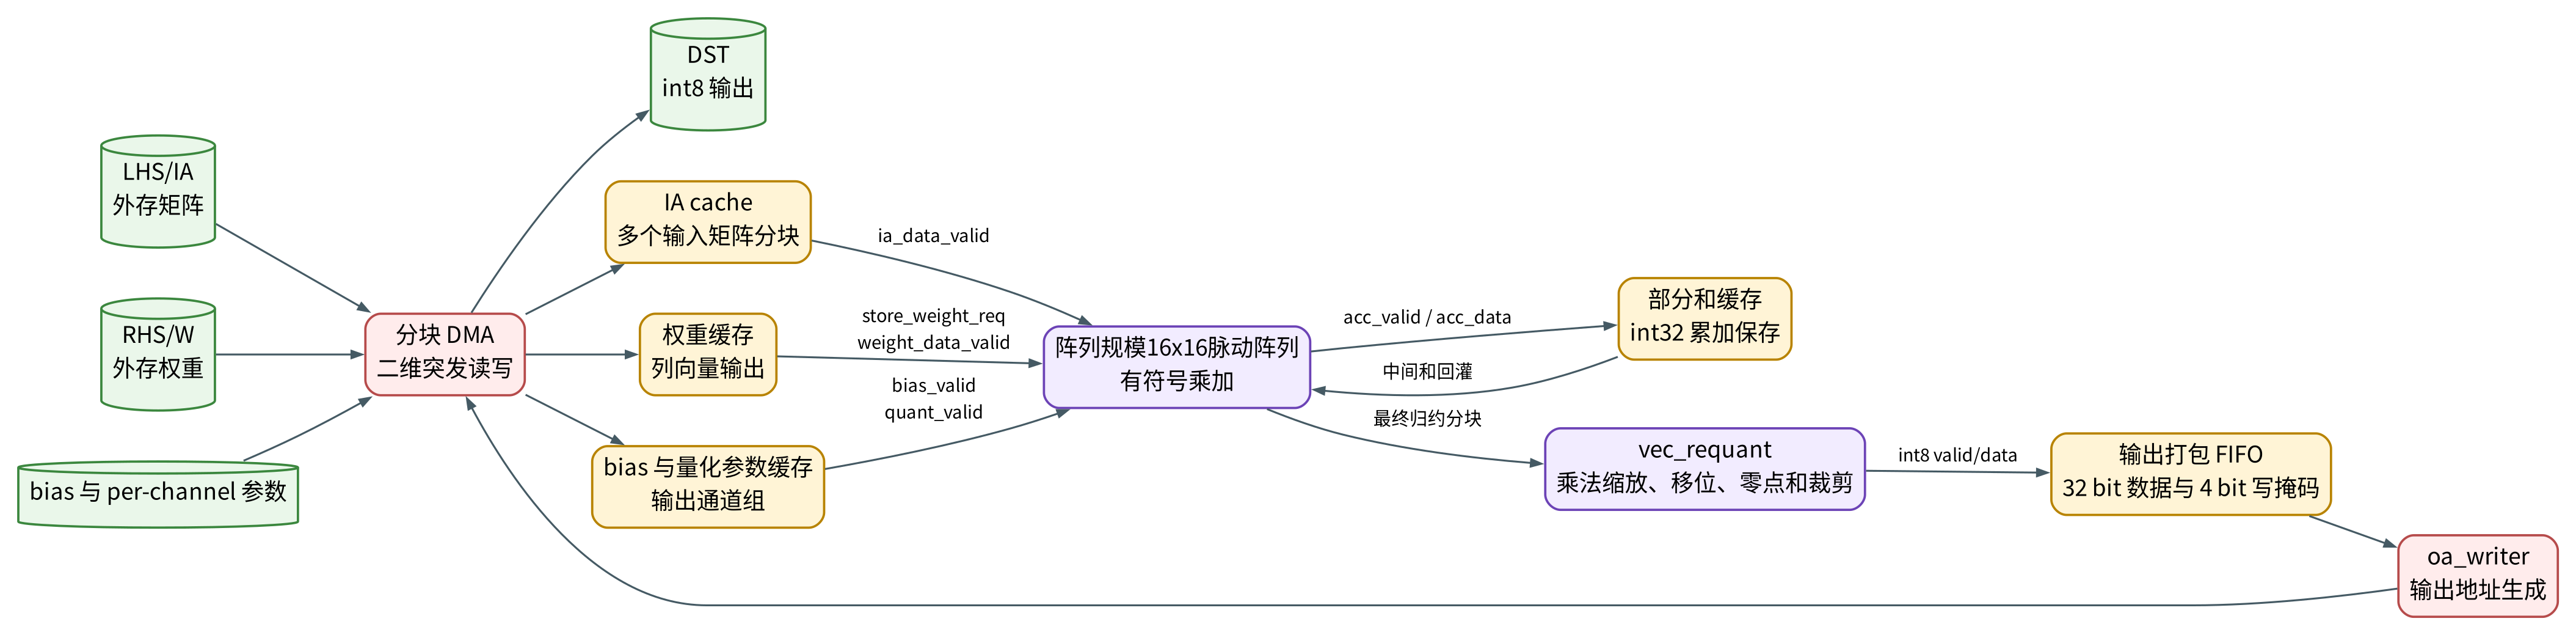 DST
int8 输出
LHS/IA
外存矩阵
RHS/W
外存权重
bias 与 per-channel 参数
分块 DMA
二维突发读写
IA cache
多个输入矩阵分块
权重缓存
列向量输出
bias 与量化参数缓存
输出通道组
ia_data_valid
store_weight_req
weight_data_valid
bias_valid
quant_valid
阵列规模16x16脉动阵列
有符号乘加
acc_valid / acc_data
中间和回灌
最终归约分块
部分和缓存
int32 累加保存
vec_requant
乘法缩放、移位、零点和裁剪
int8 valid/data
输出打包 FIFO
32 bit 数据与 4 bit 写掩码
oa_writer
输出地址生成